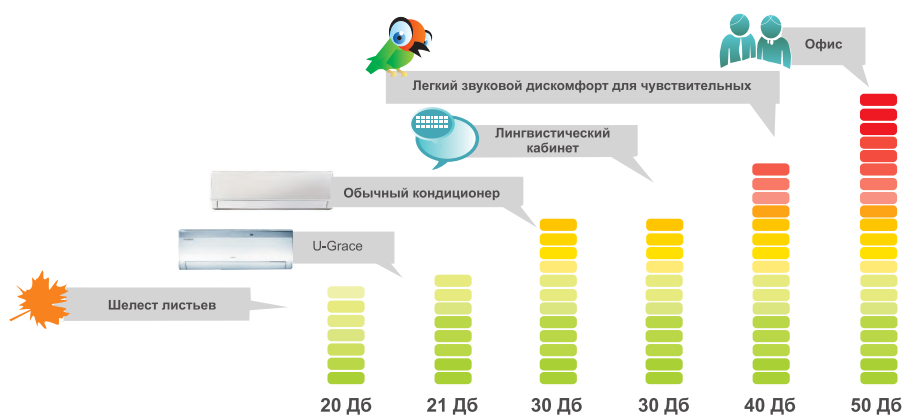 Офис
Легкий звуковой дискомфорт для чувствительных
Лингвистический
кабинет
Обычный кондиционер
U-Grace
Шелест листьев
20 Дб
21 Дб
30 Дб
30 Дб
40 Дб
50 Дб